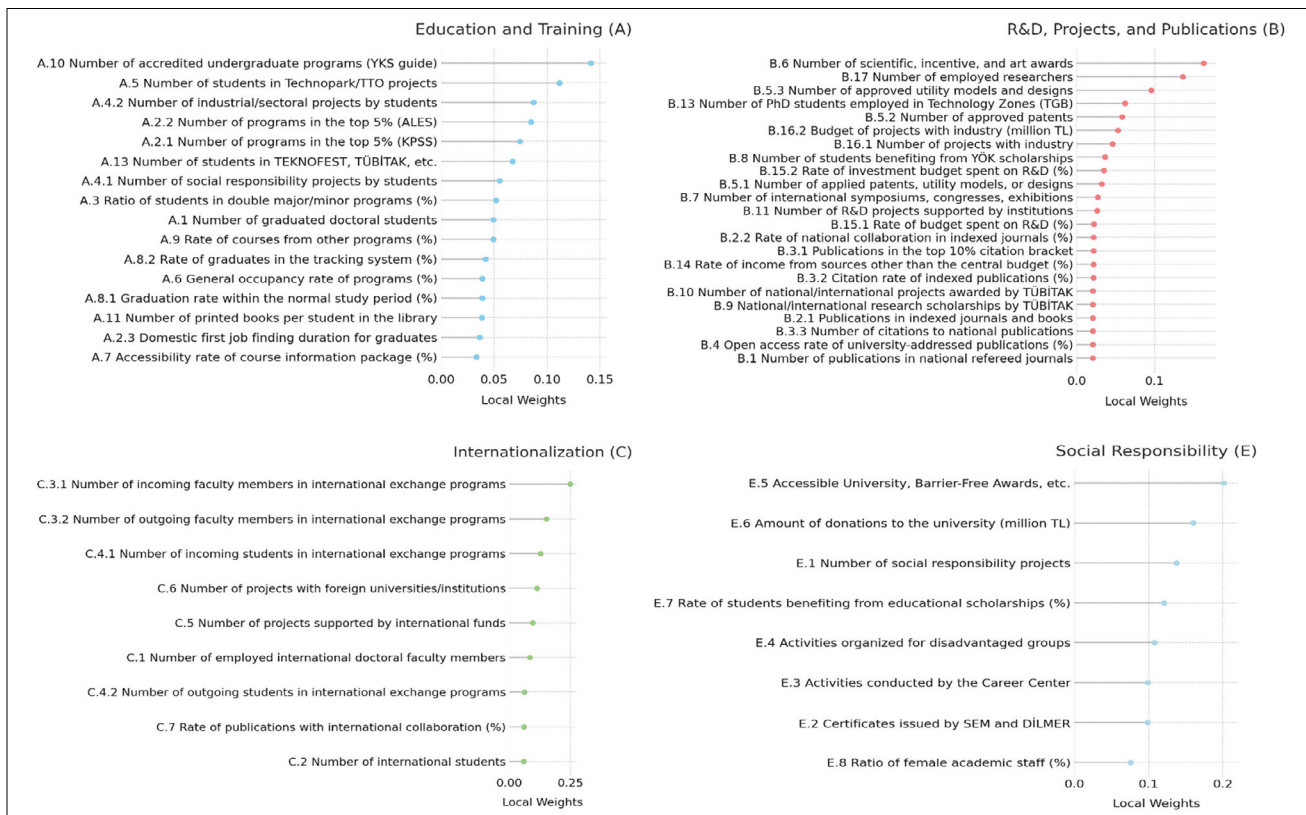 Education and Training (A)
A.10 Number of accredited undergraduate programs (YKS guide)
A.5 Number of students in Technopark/TTO projects
A.4.2 Number of industrial/sectoral projects by students
A.2.2 Number of programs in the top 5% (ALES)
A.2.1 Number of programs in the top 5% (KPSS)
A.13 Number of students in TEKNOFEST, TÜBİTAK, etc.
A.4.1 Number of social responsibility projects by students
A.3 Ratio of students in double major/minor programs (%)
A.1 Number of graduated doctoral students
A.9 Rate of courses from other programs (%)
A.8.2 Rate of graduates in the tracking system (%)
A.6 General occupancy rate of programs (%)
A.8.1 Graduation rate within the normal study period (%)
A.11 Number of printed books per student in the library
A.2.3 Domestic first job finding duration for graduates
A.7 Accessibility rate of course information package (%)
0.00 0.05 0.10 0.15
Local Weights
R&D, Projects, and Publications (B)
B.6 Number of scientific, incentive, and art awards
B.17 Number of employed researchers
B.5.3 Number of approved utility models and designs
B.13 Number of PhD students employed in Technology Zones (TGB)
B.5.2 Number of approved patents
B.16.2 Budget of projects with industry (million TL)
B.16.1 Number of projects with industry
B.8 Number of students benefiting from YÖK scholarships
B.15.2 Rate of investment budget spent on R&D (%)
B.5.1 Number of applied patents, utility models, or designs
B.7 Number of international symposiums, congresses, exhibitions
B.11 Number of R&D projects supported by institutions
B.15.1 Rate of budget spent on R&D (%)
B.2.2 Rate of national collaboration in indexed journals (%)
B.3.1 Publications in the top 10% citation bracket
B.14 Rate of income from sources other than the central budget (%)
B.3.2 Citation rate of indexed publications (%)
B.10 Number of national/international projects awarded by TÜBİTAK
B.9 National/international research scholarships by TÜBİTAK
B.2.1 Publications in indexed journals and books
B.3.3 Number of citations to national publications
B.4 Open access rate of university-addressed publications (%)
B.1 Number of publications in national refereed journals
0.0 0.1
Local Weights
Internationalization (C)
C.3.1 Number of incoming faculty members in international exchange programs
C.3.2 Number of outgoing faculty members in international exchange programs
C.4.1 Number of incoming students in international exchange programs
C.6 Number of projects with foreign universities/institutions
C.5 Number of projects supported by international funds
C.1 Number of employed international doctoral faculty members
C.4.2 Number of outgoing students in international exchange programs
C.7 Rate of publications with international collaboration (%)
C.2 Number of international students
0.00 0.25
Local Weights
Social Responsibility (E)
E.5 Accessible University, Barrier-Free Awards, etc.
E.6 Amount of donations to the university (million TL)
E.1 Number of social responsibility projects
E.7 Rate of students benefiting from educational scholarships (%)
E.4 Activities organized for disadvantaged groups
E.3 Activities conducted by the Career Center
E.2 Certificates issued by SEM and DİLMER
E.8 Ratio of female academic staff (%)
0.0 0.1 0.2
Local Weights